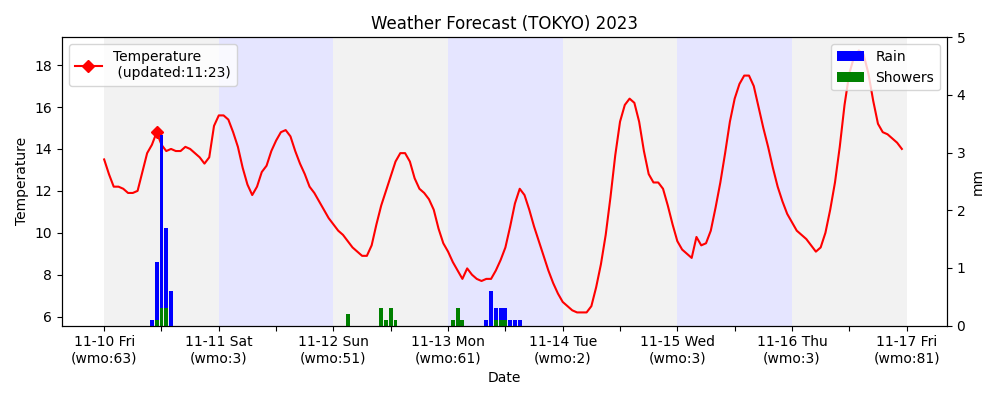 Weather Forecast (TOKYO) 2023
Temperature
(updated:11:23)
Rain
Showers
Temperature
18
16
14
12
10
8
6
5
4
3
2
1
0
mm
11-10 Fri
(wmo:63)
11-11 Sat
(wmo:3)
11-12 Sun
(wmo:51)
11-13 Mon
(wmo:61)
11-14 Tue
(wmo:2)
11-15 Wed
(wmo:3)
11-16 Thu
(wmo:3)
11-17 Fri
(wmo:81)
Date